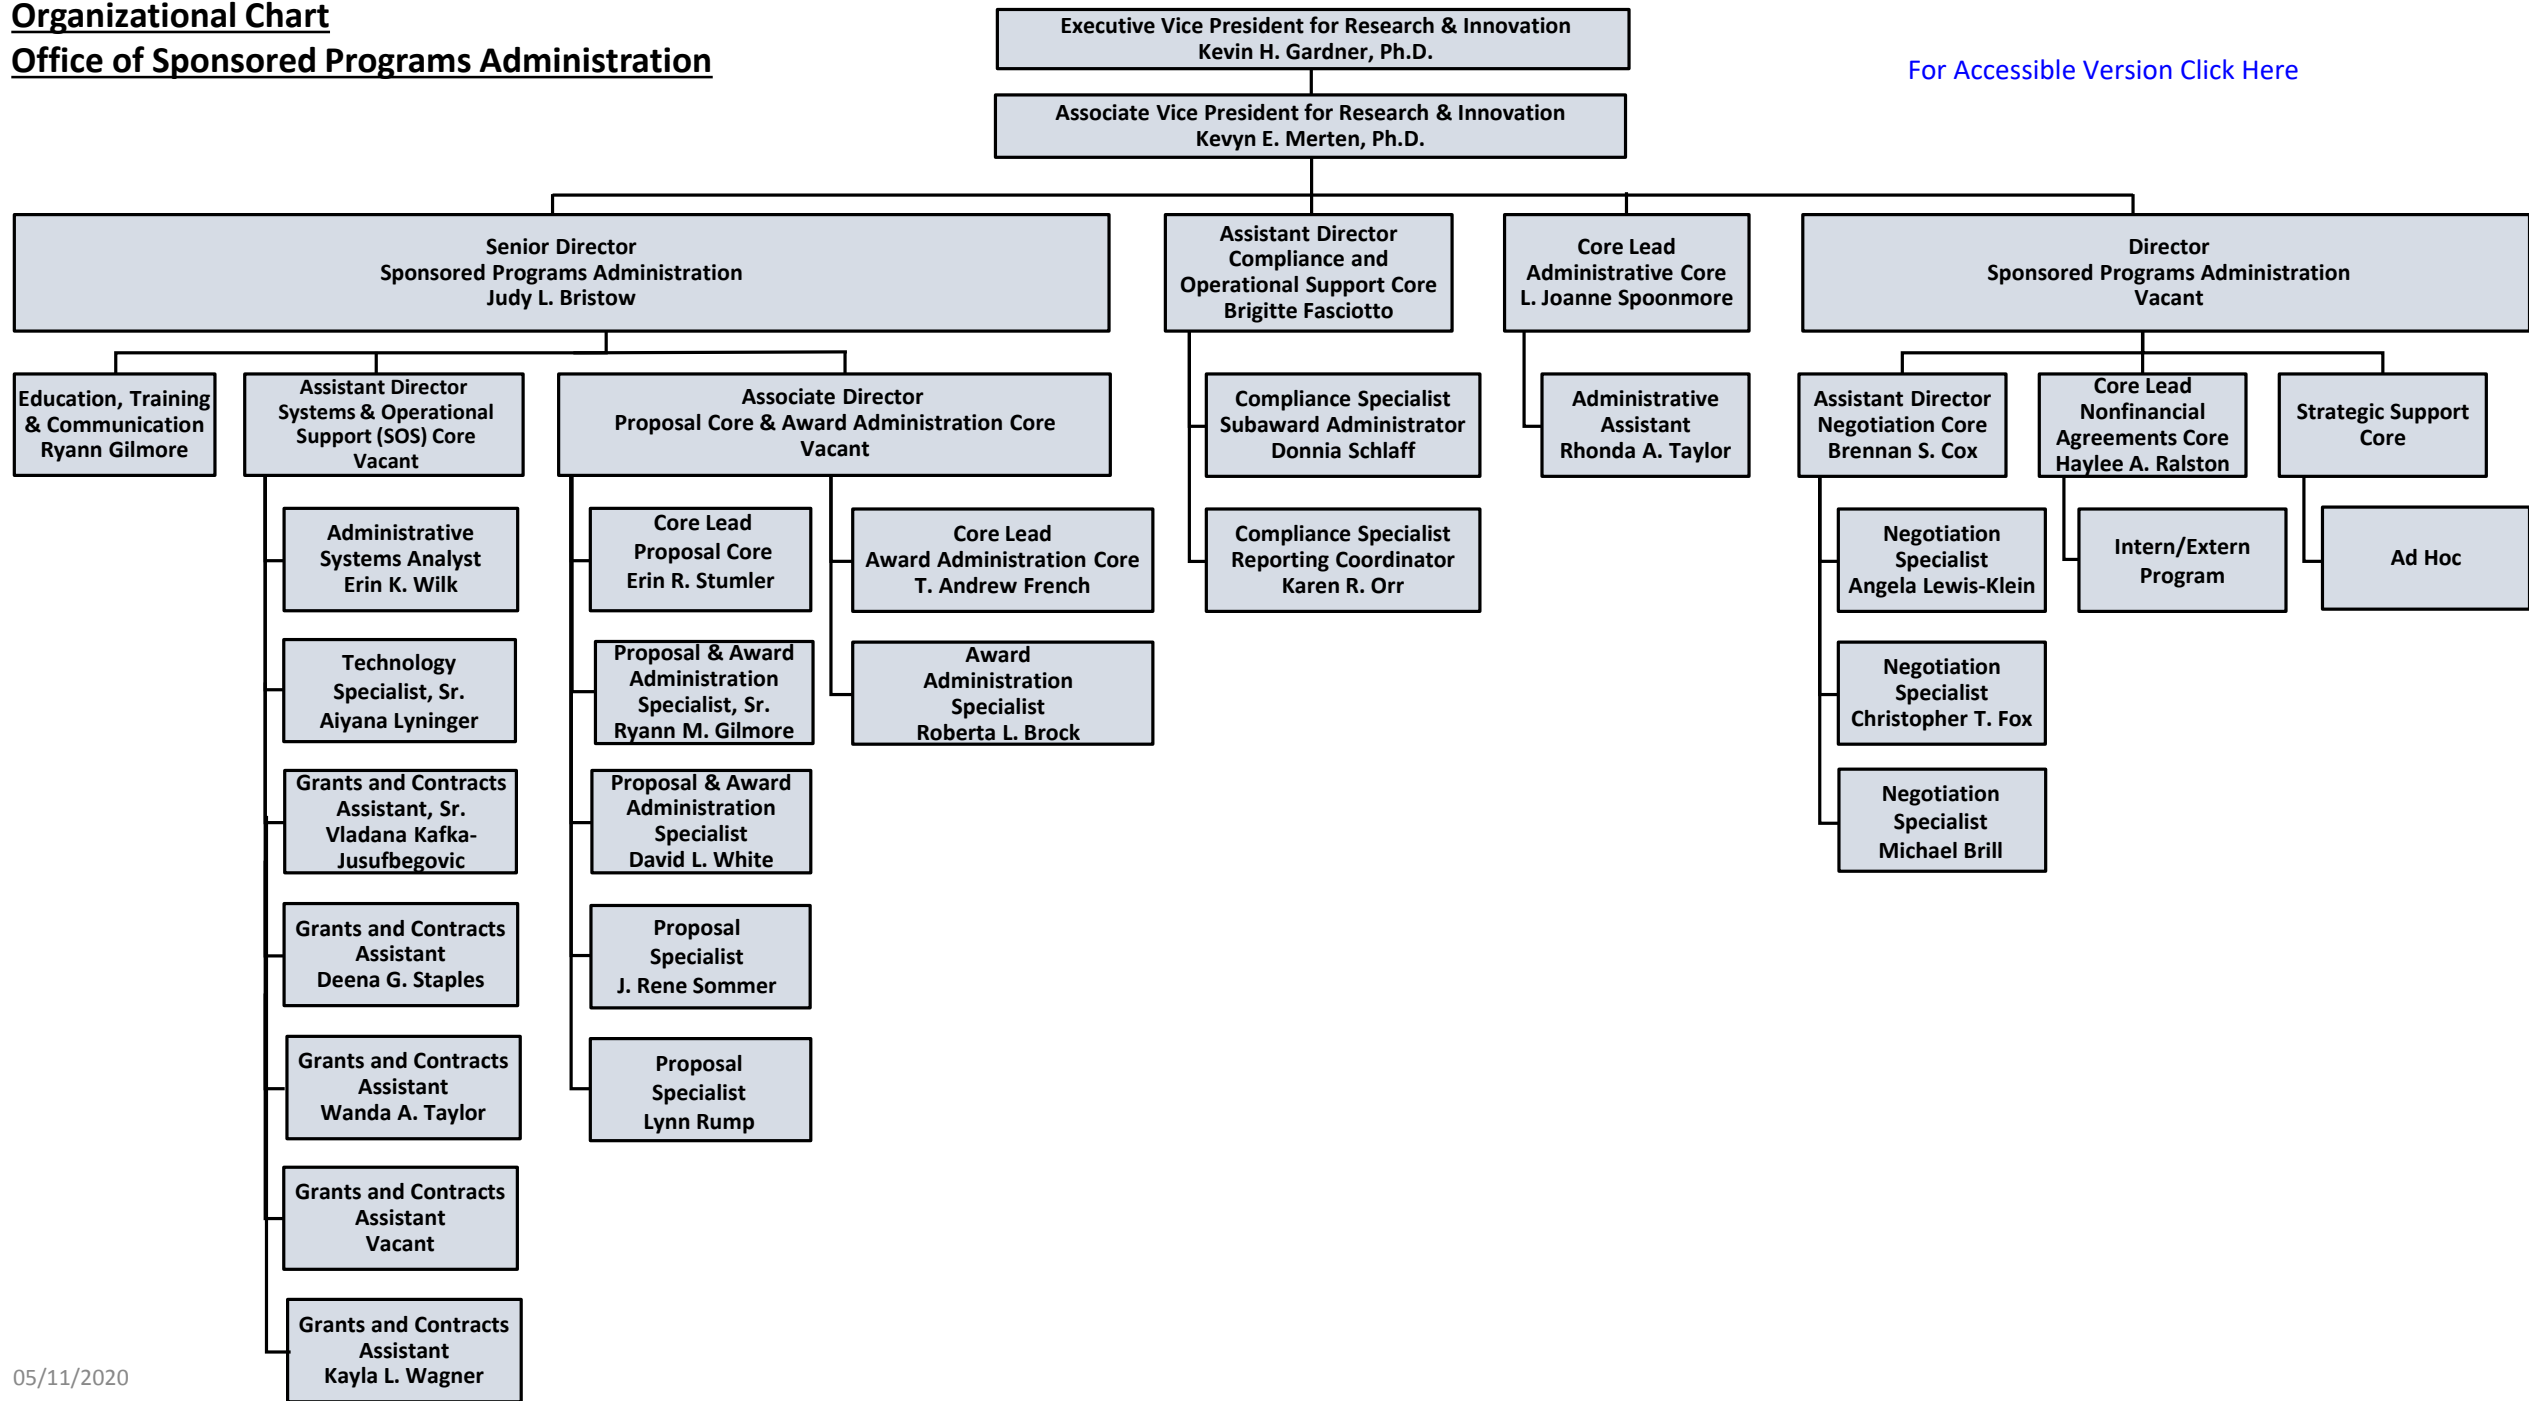 Organizational Chart
Office of Sponsored Programs Administration
Executive Vice President for Research & Innovation
Kevin H. Gardner, Ph.D.
For Accessible Version Click Here
Associate Vice President for Research & Innovation
Kevyn E. Merten, Ph.D.
Senior Director
Sponsored Programs Administration
Judy L. Bristow
Assistant Director
Compliance and
Operational Support Core
Brigitte Fasciotto
Core Lead
Administrative Core
L. Joanne Spoonmore
Director
Sponsored Programs Administration
Vacant
Education, Training
& Communication
Ryann Gilmore
Assistant Director
Systems & Operational
Support (SOS) Core
Vacant
Associate Director
Proposal Core & Award Administration Core
Vacant
Compliance Specialist
Subaward Administrator
Donnia Schlaff
Administrative
Assistant
Rhonda A. Taylor
Assistant Director
Negotiation Core
Brennan S. Cox
Core Lead
Nonfinancial
Agreements Core
Haylee A. Ralston
Strategic Support
Core
Administrative
Systems Analyst
Erin K. Wilk
Core Lead
Proposal Core
Erin R. Stumler
Core Lead
Award Administration Core
T. Andrew French
Compliance Specialist
Reporting Coordinator
Karen R. Orr
Negotiation
Specialist
Angela Lewis-Klein
Intern/Extern
Program
Ad Hoc
Technology
Specialist, Sr.
Aiyana Lyninger
Proposal & Award
Administration
Specialist, Sr.
Ryann M. Gilmore
Award
Administration
Specialist
Roberta L. Brock
Negotiation
Specialist
Christopher T. Fox
Grants and Contracts
Assistant, Sr.
Vladana Kafka-
Jusufbegovic
Proposal & Award
Administration
Specialist
David L. White
Negotiation
Specialist
Michael Brill
Grants and Contracts
Assistant
Deena G. Staples
Proposal
Specialist
J. Rene Sommer
Grants and Contracts
Assistant
Wanda A. Taylor
Proposal
Specialist
Lynn Rump
Grants and Contracts
Assistant
Vacant
Grants and Contracts
Assistant
Kayla L. Wagner
05/11/2020